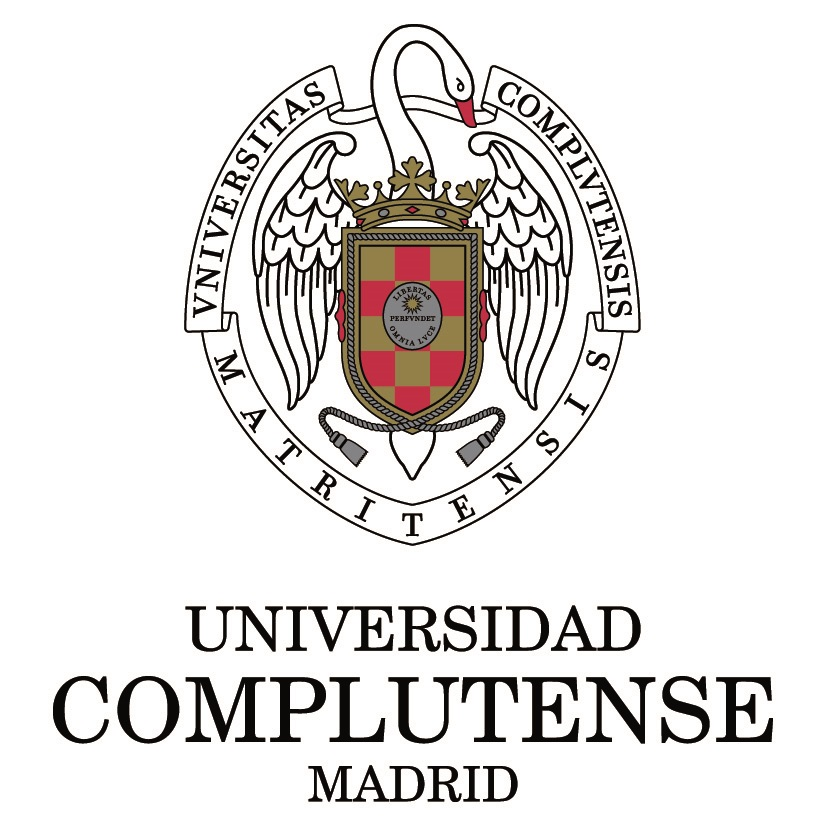 VNIVERSITAS
COMPLVTENSIS
MATRITENSIS
LIBERTAS
PERFVNDET
OMNIA LVCE
UNIVERSIDAD
COMPLUTENSE
MADRID